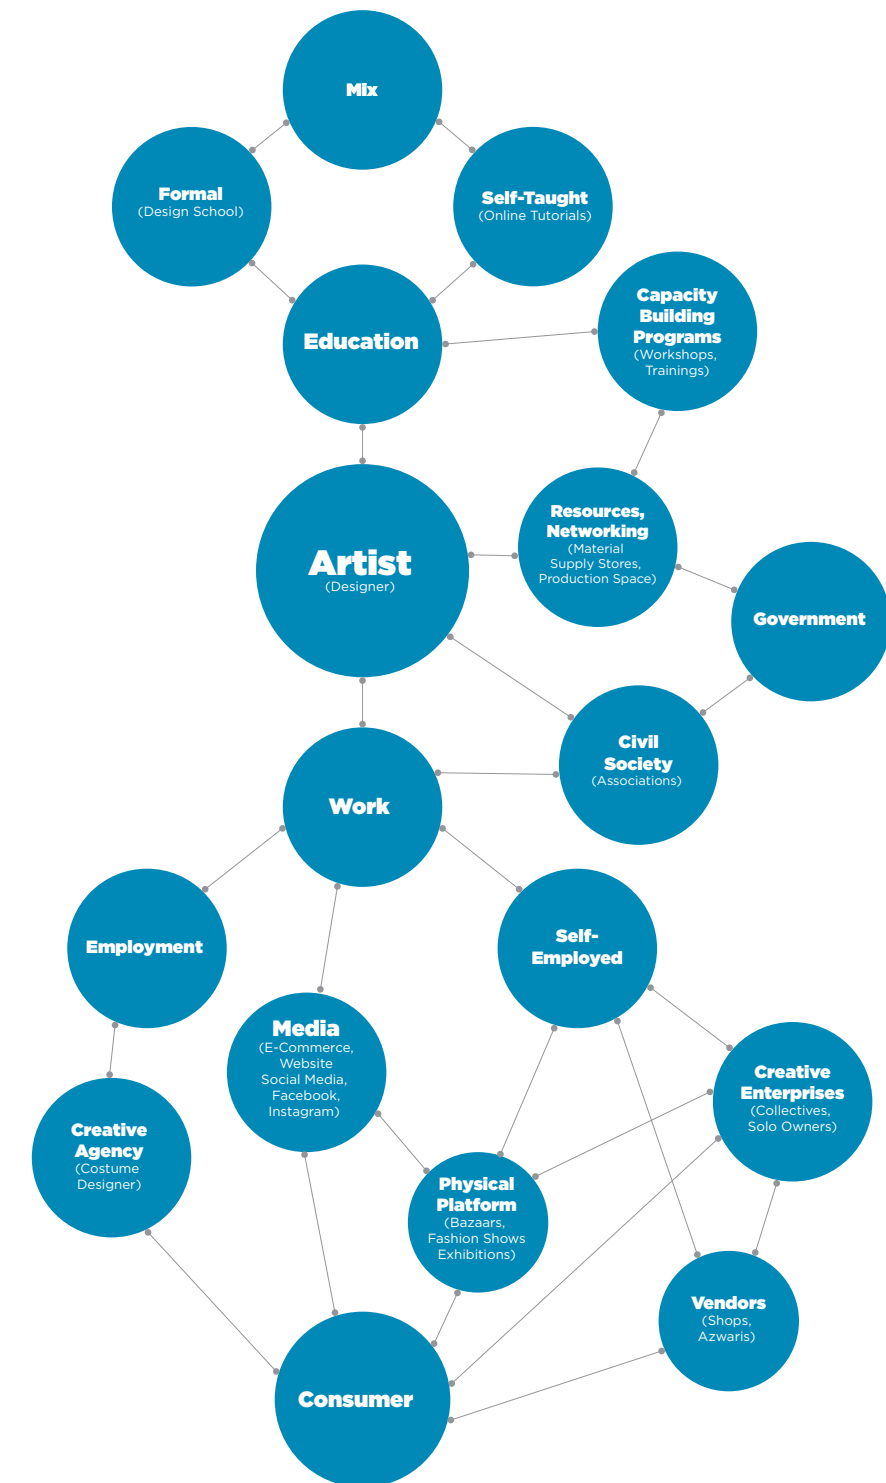 Mix
Formal
(Design School)
Self-Taught
(Online Tutorials)
Education
Capacity
Building
Programs
(Workshops,
Trainings)
Artist
(Designer)
Resources,
Networking
(Material
Supply Stores,
Production Space)
Government
Civil
Society
(Associations)
Work
Employment
Self-
Employed
Media
(E-Commerce,
Website
Social Media,
Facebook,
Instagram)
Creative
Enterprises
(Collectives,
Solo Owners)
Creative
Agency
(Costume
Designer)
Physical
Platform
(Bazaars,
Fashion Shows
Exhibitions)
Vendors
(Shops,
Azwaris)
Consumer